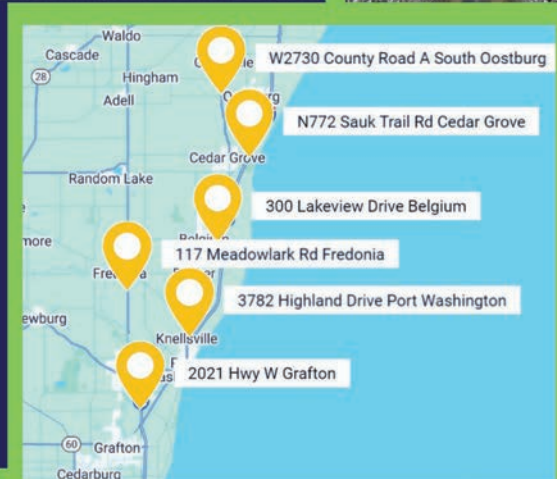 Waldo
Cascade
W2730 County Road A South Oostburg
28
Hingham
Adell
N772 Sauk Trail Rd Cedar Grove
Cedar Grove
Random Lake
300 Lakeview Drive Belgium
117 Meadowlark Rd Fredonia
3782 Highland Drive Port Washington
Knellsville
2021 Hwy W Grafton
60
Grafton
Cedarburg